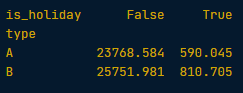 is_holiday False True
type
A 23768.584 590.045
B 25751.981 810.705